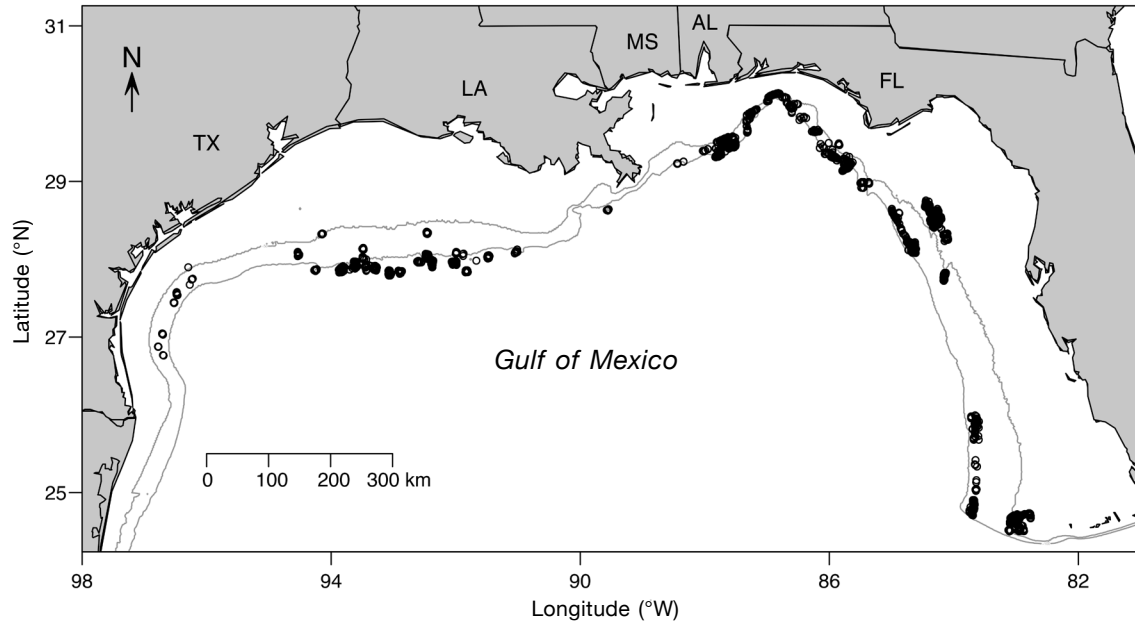 31
AL
MS
N
FL
LA
TX
29
Latitude (°N)
27
Gulf of Mexico
0 100 200 300 km
25
98 94 90 86 82
Longitude (°W)